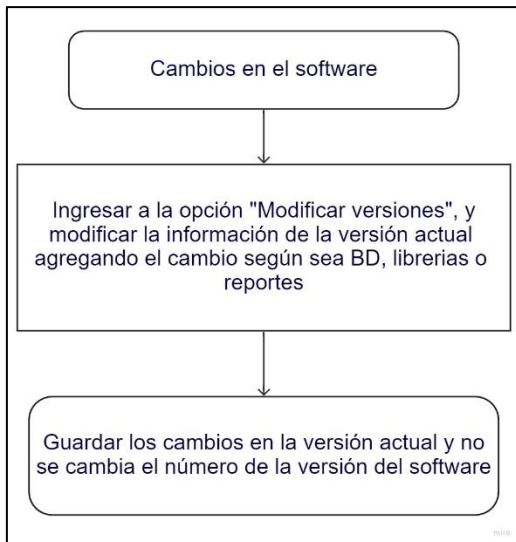 Cambios en el software
Ingresar a la opción "Modificar versiones", y
modificar la información de la versión actual
agregando el cambio según sea BD, librerias o
reportes
Guardar los cambios en la versión actual y no
se cambia el número de la versión del software
miro